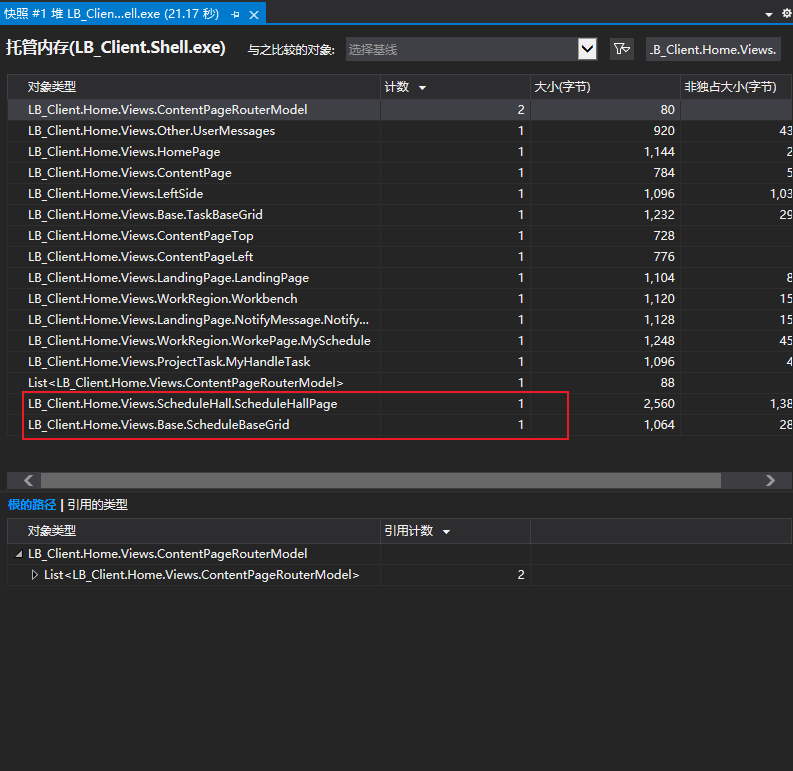 快照 #1 堆 LB_Clien...ell.exe (21.17 秒)
托管内存(LB_Client.Shell.exe) 与之比较的对象: 选择基线 .B_Client.Home.Views.
对象类型 计数 大小(字节) 非独占大小(字节)
LB_Client.Home.Views.ContentPageRouterModel 2 80
LB_Client.Home.Views.Other.UserMessages 1 920 43
LB_Client.Home.Views.HomePage 1 1,144 2
LB_Client.Home.Views.ContentPage 1 784 5
LB_Client.Home.Views.LeftSide 1 1,096 1,03
LB_Client.Home.Views.Base.TaskBaseGrid 1 1,232 29
LB_Client.Home.Views.ContentPageTop 1 728
LB_Client.Home.Views.ContentPageLeft 1 776
LB_Client.Home.Views.LandingPage.LandingPage 1 1,104 8
LB_Client.Home.Views.WorkRegion.Workbench 1 1,120 15
LB_Client.Home.Views.LandingPage.NotifyMessage.Notify... 1 1,128 15
LB_Client.Home.Views.WorkRegion.WorkePage.MySchedule 1 1,248 45
LB_Client.Home.Views.ProjectTask.MyHandleTask 1 1,096 4
List<LB_Client.Home.Views.ContentPageRouterModel> 1 88
LB_Client.Home.Views.ScheduleHall.ScheduleHallPage 1 2,560 1,38
LB_Client.Home.Views.Base.ScheduleBaseGrid 1 1,064 28
根的路径 | 引用的类型
对象类型 引用计数
LB_Client.Home.Views.ContentPageRouterModel
List<LB_Client.Home.Views.ContentPageRouterModel> 2